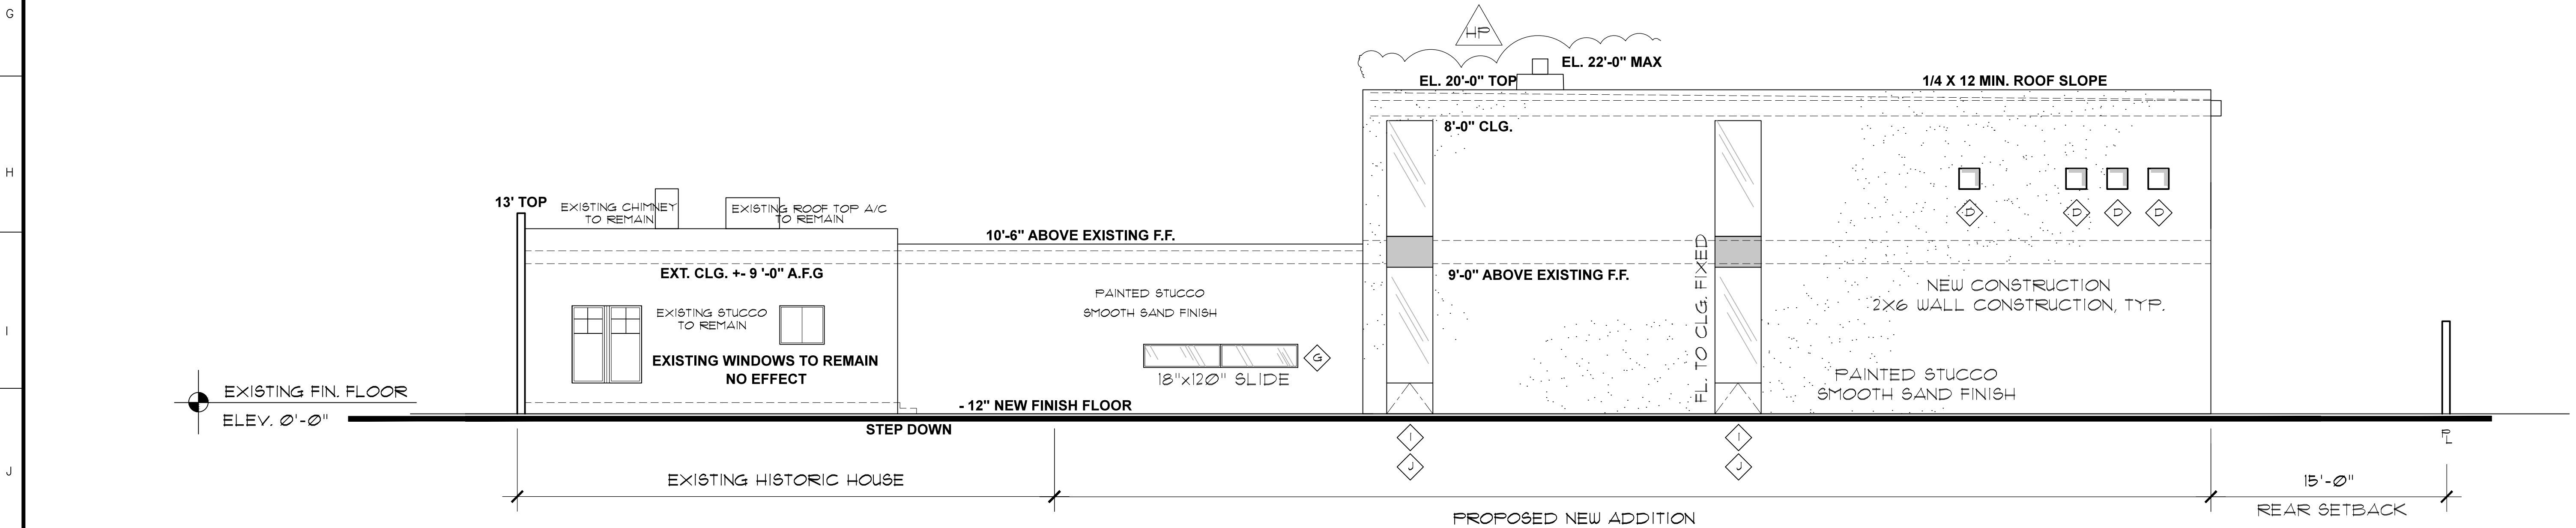 G
HP
EL. 22'-0" MAX
EL. 20'-0" TOP
1/4 X 12 MIN. ROOF SLOPE
8'-0" CLG.
H
13' TOP
EXISTING CHIMNEY
TO REMAIN
EXISTING ROOF TOP A/C
TO REMAIN
D
D
D
D
10'-6" ABOVE EXISTING F.F.
EXT. CLG. +- 9 '-0" A.F.G
9'-0" ABOVE EXISTING F.F.
FL. TO CLG. FIXED
NEW CONSTRUCTION
2X6 WALL CONSTRUCTION, TYP.
PAINTED STUCCO
SMOOTH SAND FINISH
EXISTING STUCCO
TO REMAIN
I
EXISTING WINDOWS TO REMAIN
NO EFFECT
G
18"x120" SLIDE
PAINTED STUCCO
SMOOTH SAND FINISH
EXISTING FIN. FLOOR
ELEV. 0'-0"
- 12" NEW FINISH FLOOR
STEP DOWN
I
J
I
J
PL
J
EXISTING HISTORIC HOUSE
PROPOSED NEW ADDITION
15'-0"
REAR SETBACK